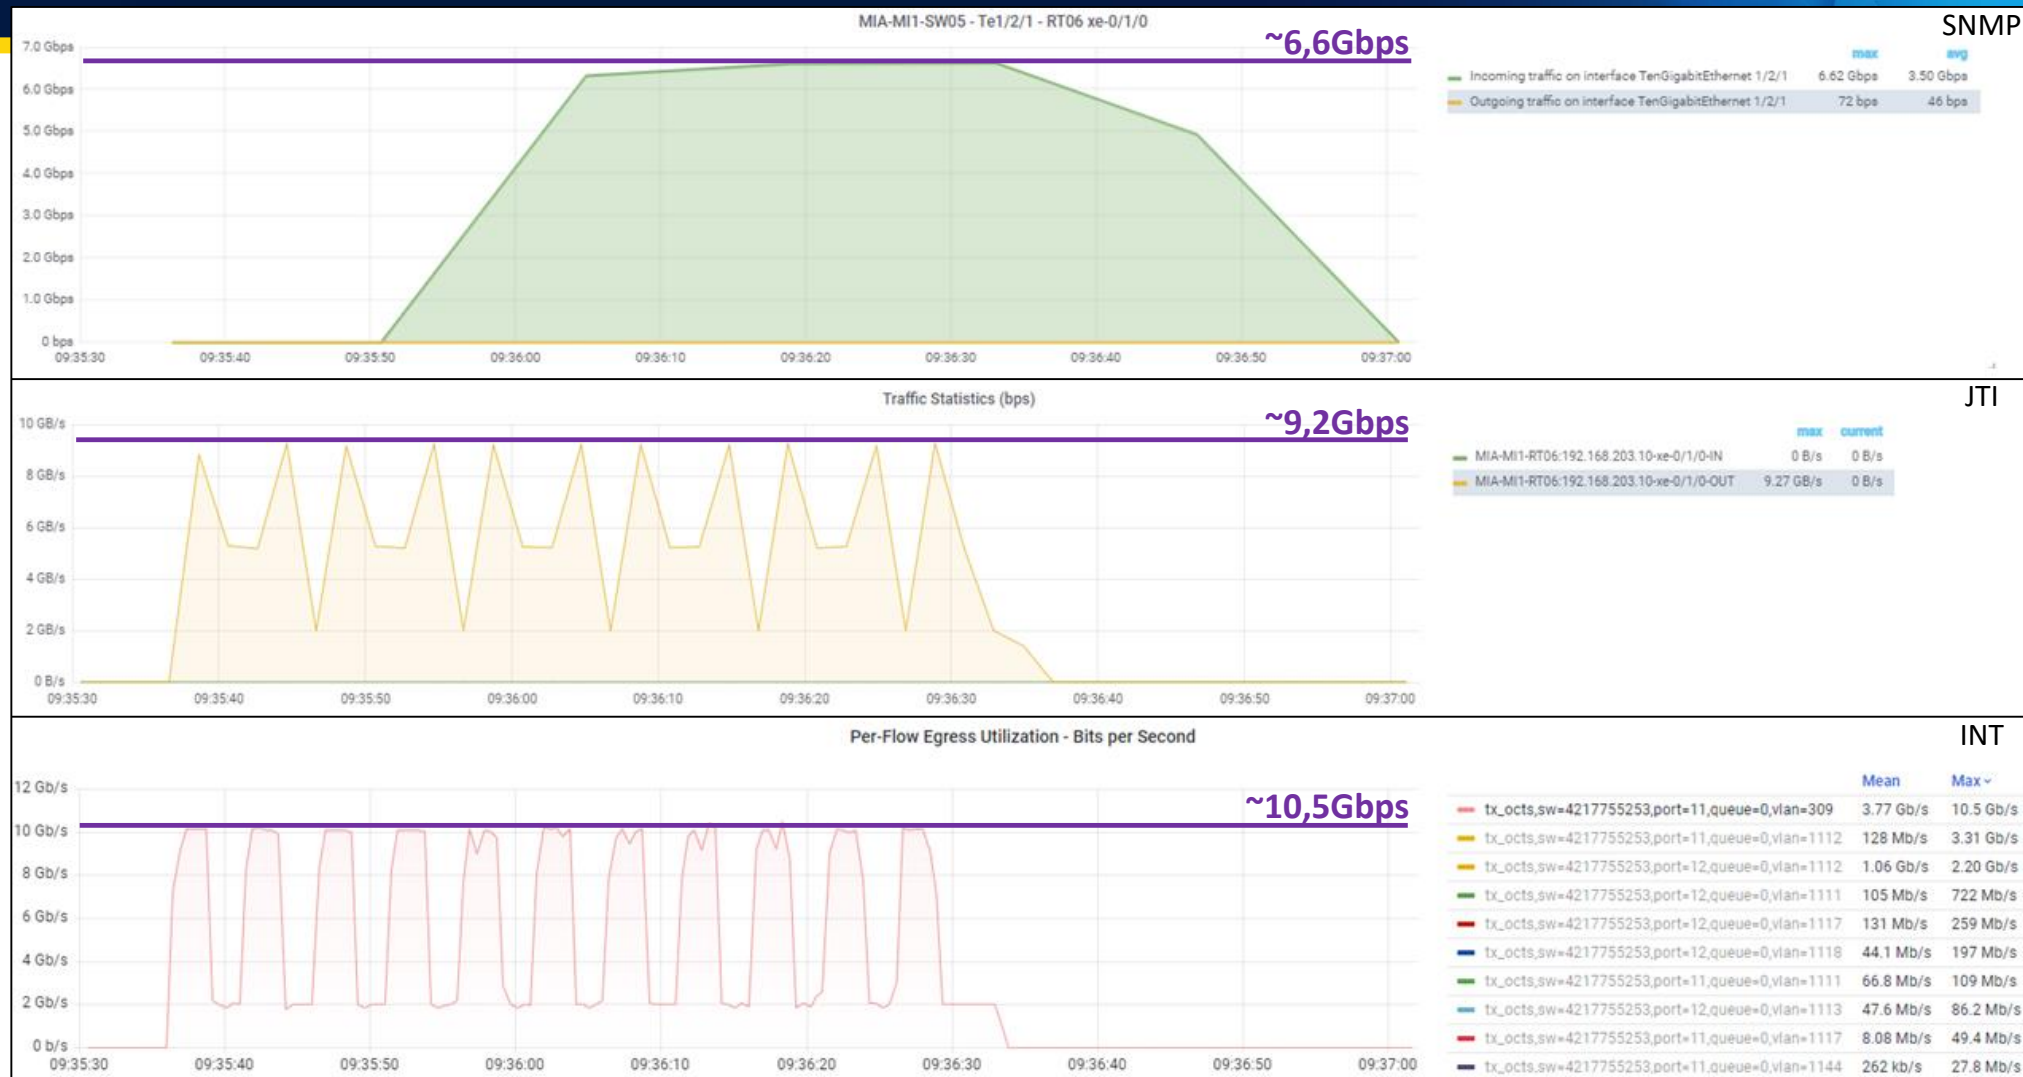 MIA-MI1-SW05 - Te1/2/1 - RT06 xe-0/1/0
SNMP
~6,6Gbps
7.0 Gbps
6.0 Gbps
5.0 Gbps
4.0 Gbps
3.0 Gbps
2.0 Gbps
1.0 Gbps
0 bps
09:35:30 09:35:40 09:35:50 09:36:00 09:36:10 09:36:20 09:36:30 09:36:40 09:36:50 09:37:00
max avg
Incoming traffic on interface TenGigabitEthernet 1/2/1 6.62 Gbps 3.50 Gbps
Outgoing traffic on interface TenGigabitEthernet 1/2/1 72 bps 46 bps
Traffic Statistics (bps)
JTI
~9,2Gbps
10 GB/s
8 GB/s
6 GB/s
4 GB/s
2 GB/s
0 B/s
09:35:30 09:35:40 09:35:50 09:36:00 09:36:10 09:36:20 09:36:30 09:36:40 09:36:50 09:37:00
max current
MIA-MI1-RT06:192.168.203.10-xe-0/1/0-IN 0 B/s 0 B/s
MIA-MI1-RT06:192.168.203.10-xe-0/1/0-OUT 9.27 GB/s 0 B/s
Per-Flow Egress Utilization - Bits per Second
INT
~10,5Gbps
12 Gb/s
10 Gb/s
8 Gb/s
6 Gb/s
4 Gb/s
2 Gb/s
0 b/s
09:35:30 09:35:40 09:35:50 09:36:00 09:36:10 09:36:20 09:36:30 09:36:40 09:36:50 09:37:00
Mean Max
tx_octs,sw=4217755253,port=11,queue=0,vlan=309 3.77 Gb/s 10.5 Gb/s
tx_octs,sw=4217755253,port=11,queue=0,vlan=1112 128 Mb/s 3.31 Gb/s
tx_octs,sw=4217755253,port=12,queue=0,vlan=1112 1.06 Gb/s 2.20 Gb/s
tx_octs,sw=4217755253,port=12,queue=0,vlan=1111 105 Mb/s 722 Mb/s
tx_octs,sw=4217755253,port=12,queue=0,vlan=1117 131 Mb/s 259 Mb/s
tx_octs,sw=4217755253,port=12,queue=0,vlan=1118 44.1 Mb/s 197 Mb/s
tx_octs,sw=4217755253,port=11,queue=0,vlan=1111 66.8 Mb/s 109 Mb/s
tx_octs,sw=4217755253,port=12,queue=0,vlan=1113 47.6 Mb/s 86.2 Mb/s
tx_octs,sw=4217755253,port=11,queue=0,vlan=1117 8.08 Mb/s 49.4 Mb/s
tx_octs,sw=4217755253,port=11,queue=0,vlan=1144 262 kb/s 27.8 Mb/s